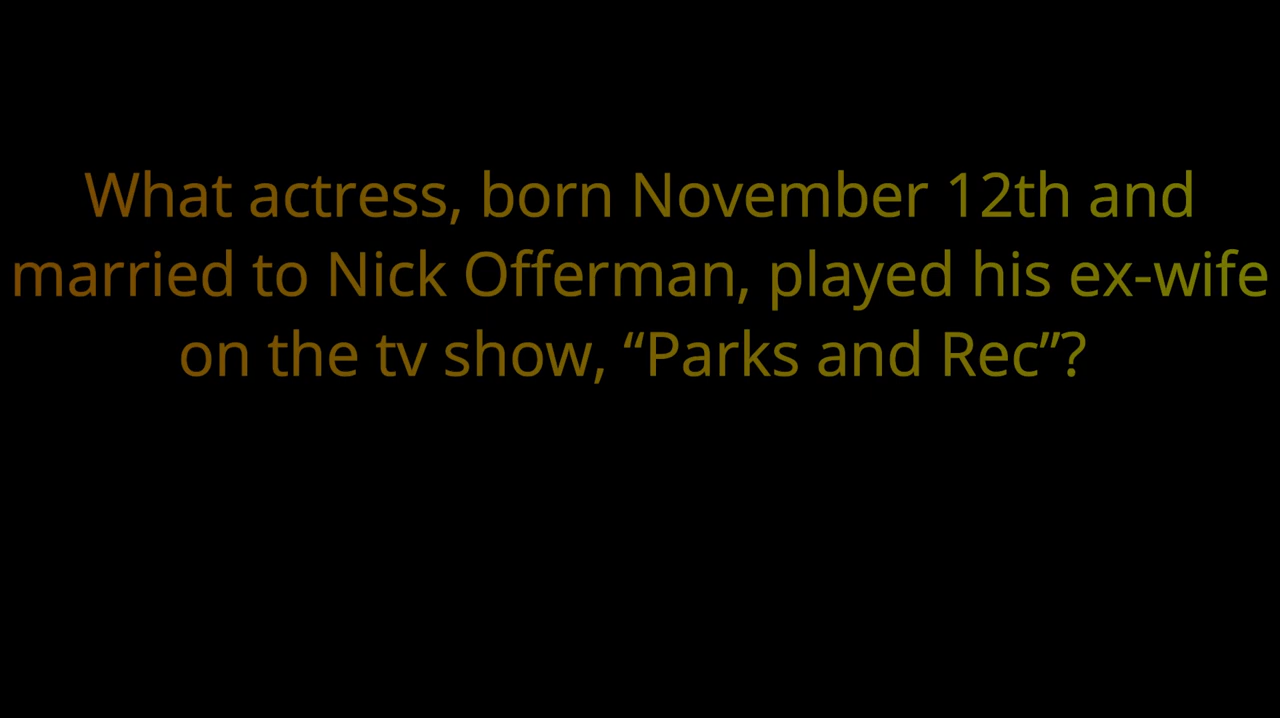 What actress, born November 12th and
married to Nick Offerman, played his ex-wife
on the tv show, “Parks and Rec”?